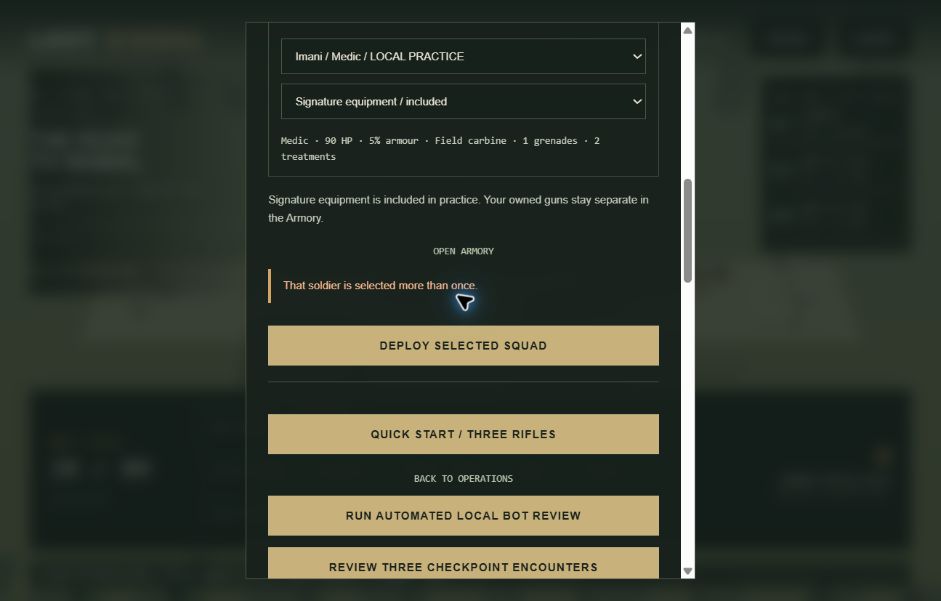 Imani / Medic / LOCAL PRACTICE
Signature equipment / included
Medic · 90 HP · 5% armour · Field carbine · 1 grenades · 2
treatments
Signature equipment is included in practice. Your owned guns stay separate in
the Armory.
OPEN ARMORY
That soldier is selected more than once.
DEPLOY SELECTED SQUAD
QUICK START / THREE RIFLES
BACK TO OPERATIONS
RUN AUTOMATED LOCAL BOT REVIEW
REVIEW THREE CHECKPOINT ENCOUNTERS